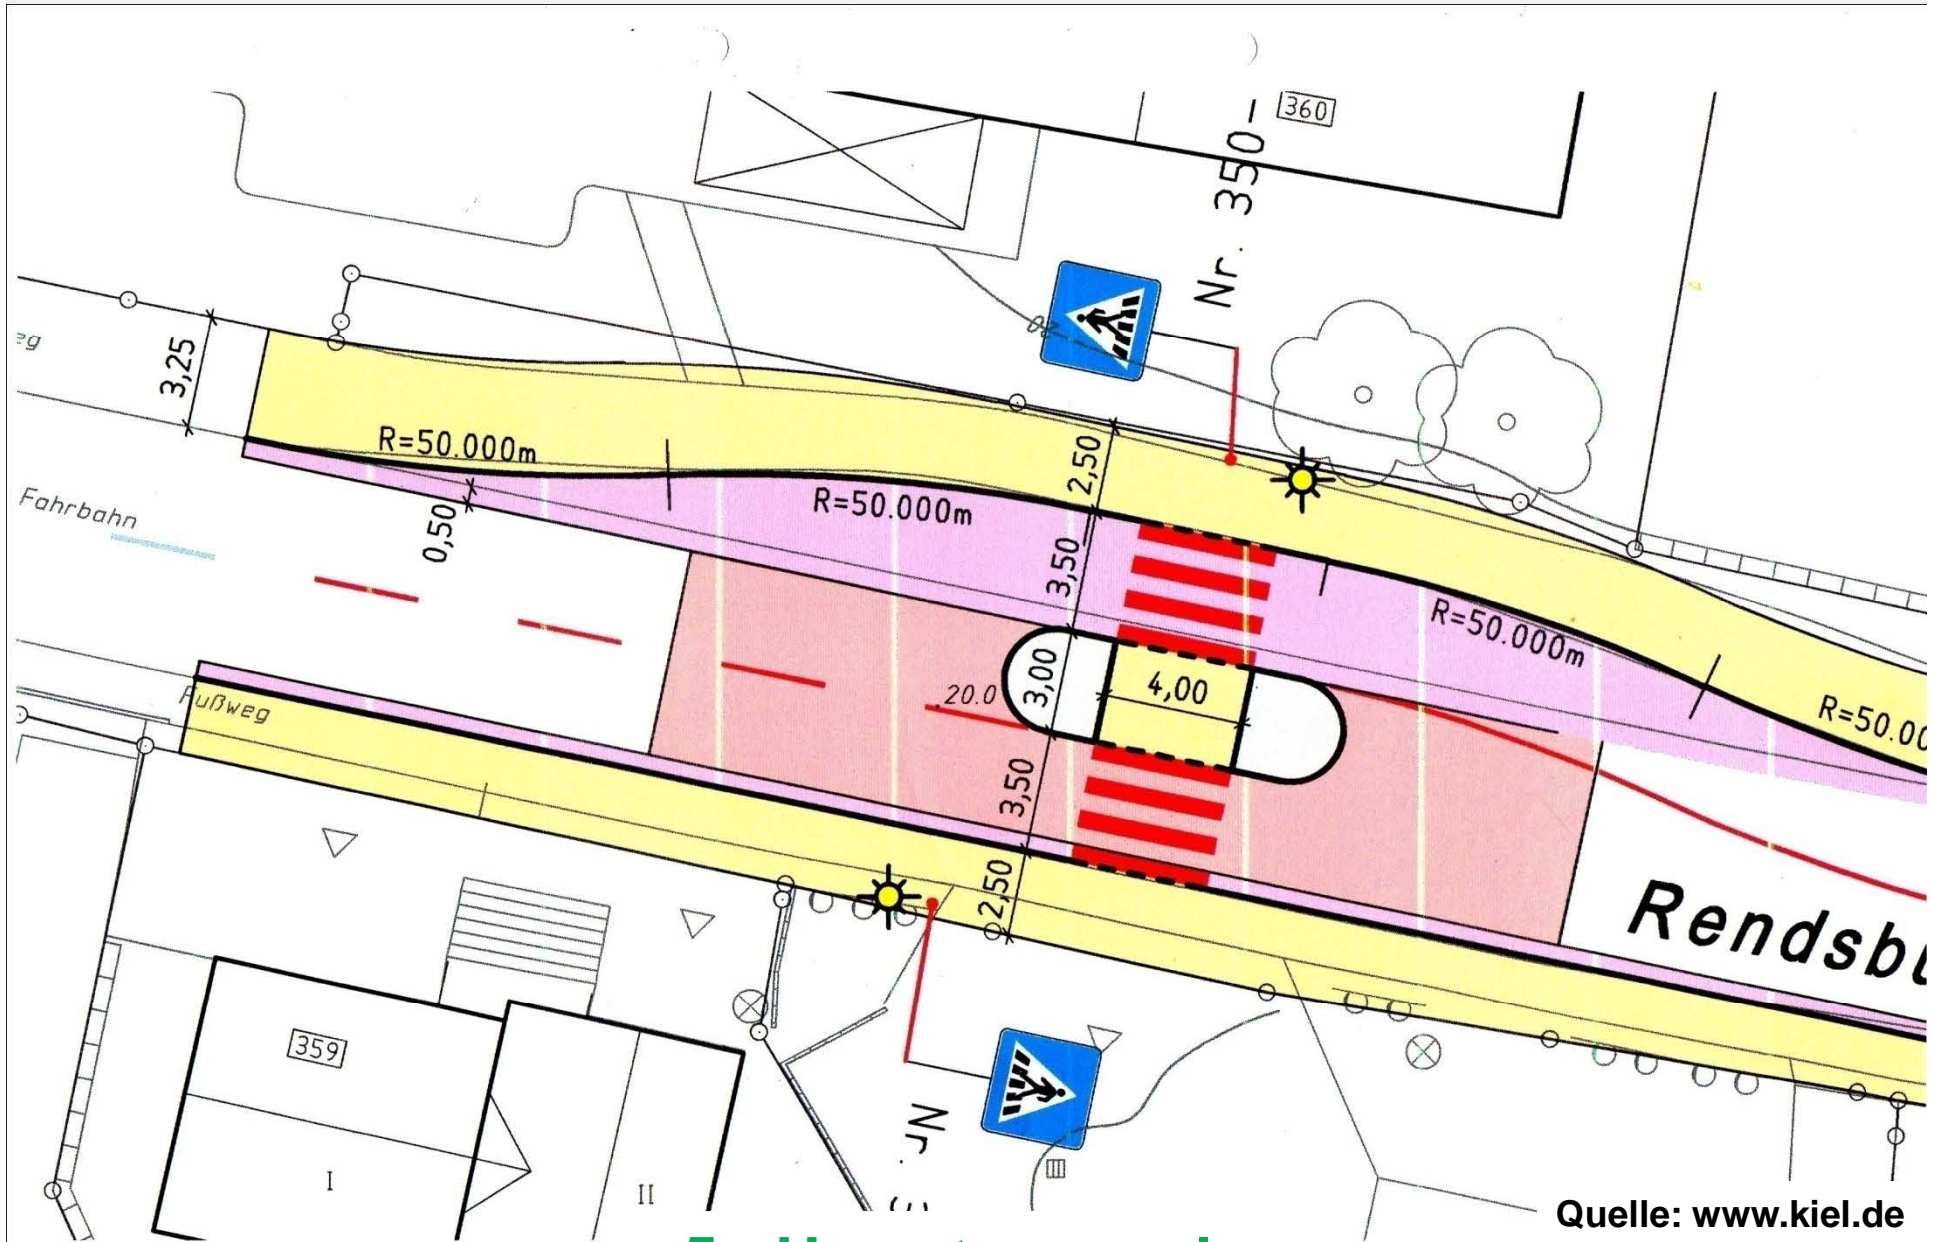 360
Nr. 350-
eg
3,25
R=50.000m
2,50
R=50.000m
Fahrbahn
0,50
3,50
R=50.000m
3,00
4,00
20.0
R=50.00
Fußweg
3,50
2,50
Rendsbu
359
Nr. 3
I
II
Quelle: www.kiel.de